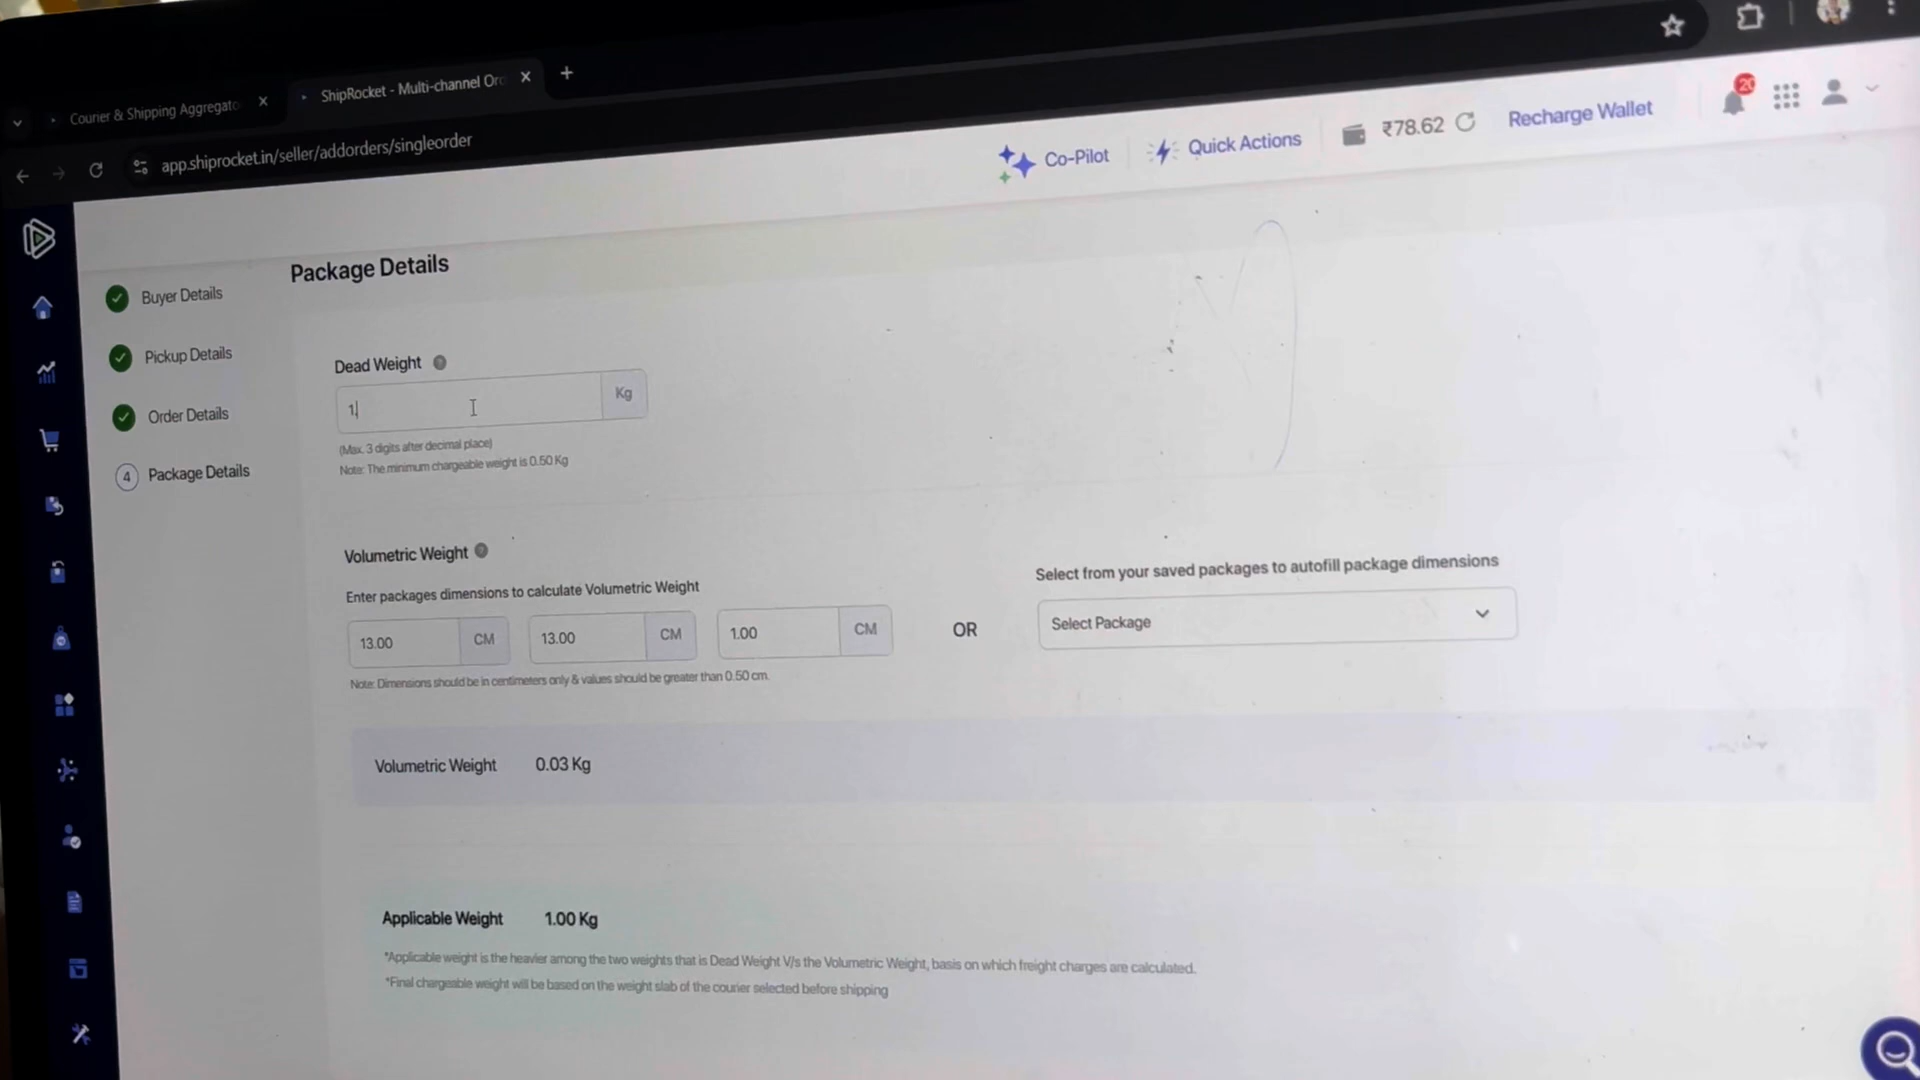 Courier & Shipping Aggregato
ShipRocket - Multi-channel Orc
app.shiprocket.in/seller/addorders/singleorder
Co-Pilot
Quick Actions
₹78.62
Recharge Wallet
20
Buyer Details
Pickup Details
Order Details
4 Package Details
Package Details
Dead Weight
1 Kg
(Max. 3 digits after decimal place)
Note: The minimum chargeable weight is 0.50 Kg
Volumetric Weight
Enter packages dimensions to calculate Volumetric Weight
13.00 CM 13.00 CM 1.00 CM
Note: Dimensions should be in centimeters only & values should be greater than 0.50 cm.
OR
Select from your saved packages to autofill package dimensions
Select Package
Volumetric Weight 0.03 Kg
Applicable Weight 1.00 Kg
*Applicable weight is the heavier among the two weights that is Dead Weight V/s the Volumetric Weight, basis on which freight charges are calculated.
*Final chargeable weight will be based on the weight slab of the courier selected before shipping